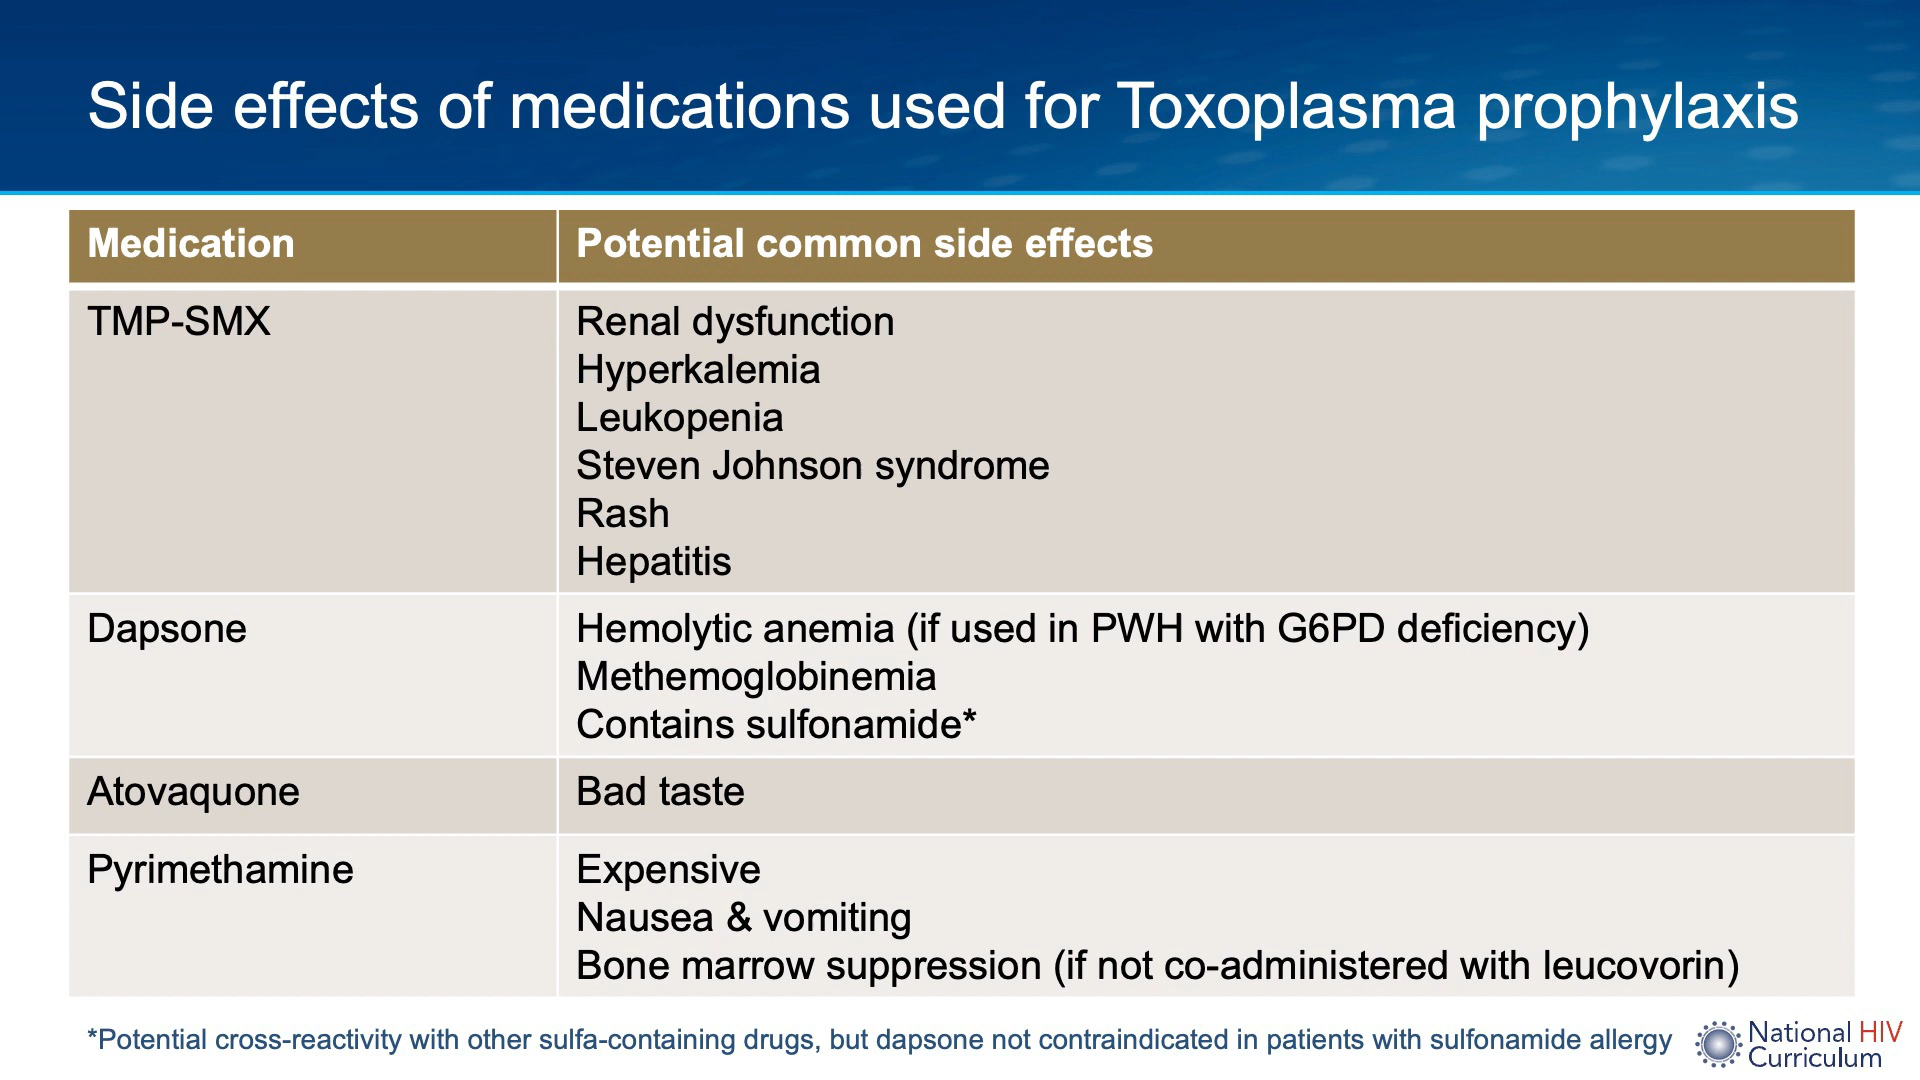 Side effects of medications used for Toxoplasma prophylaxis
Medication
Potential common side effects
TMP-SMX
Renal dysfunction
Hyperkalemia
Leukopenia
Steven Johnson syndrome
Rash
Hepatitis
Dapsone
Hemolytic anemia (if used in PWH with G6PD deficiency)
Methemoglobinemia
Contains sulfonamide*
Atovaquone
Bad taste
Pyrimethamine
Expensive
Nausea & vomiting
Bone marrow suppression (if not co-administered with leucovorin)
*Potential cross-reactivity with other sulfa-containing drugs, but dapsone not contraindicated in patients with sulfonamide allergy
National HIV
Curriculum